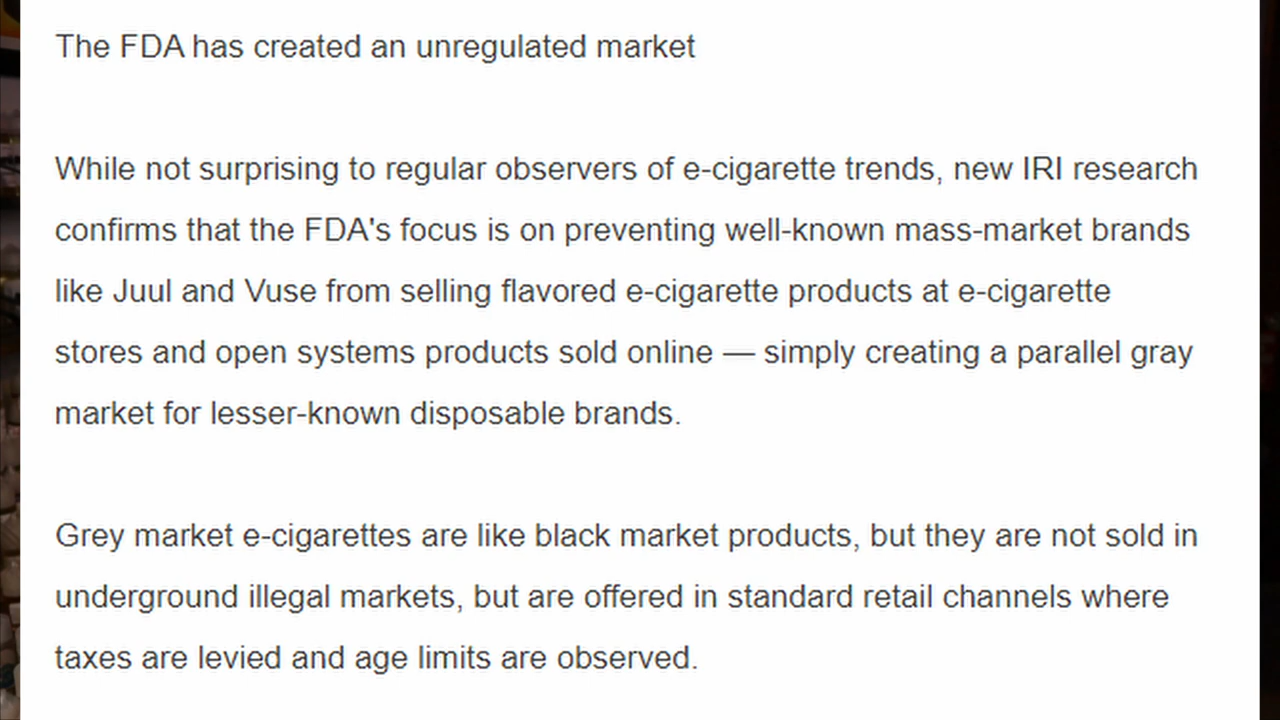 The FDA has created an unregulated market
While not surprising to regular observers of e-cigarette trends, new IRI research
confirms that the FDA's focus is on preventing well-known mass-market brands
like Juul and Vuse from selling flavored e-cigarette products at e-cigarette
stores and open systems products sold online — simply creating a parallel gray
market for lesser-known disposable brands.
Grey market e-cigarettes are like black market products, but they are not sold in
underground illegal markets, but are offered in standard retail channels where
taxes are levied and age limits are observed.